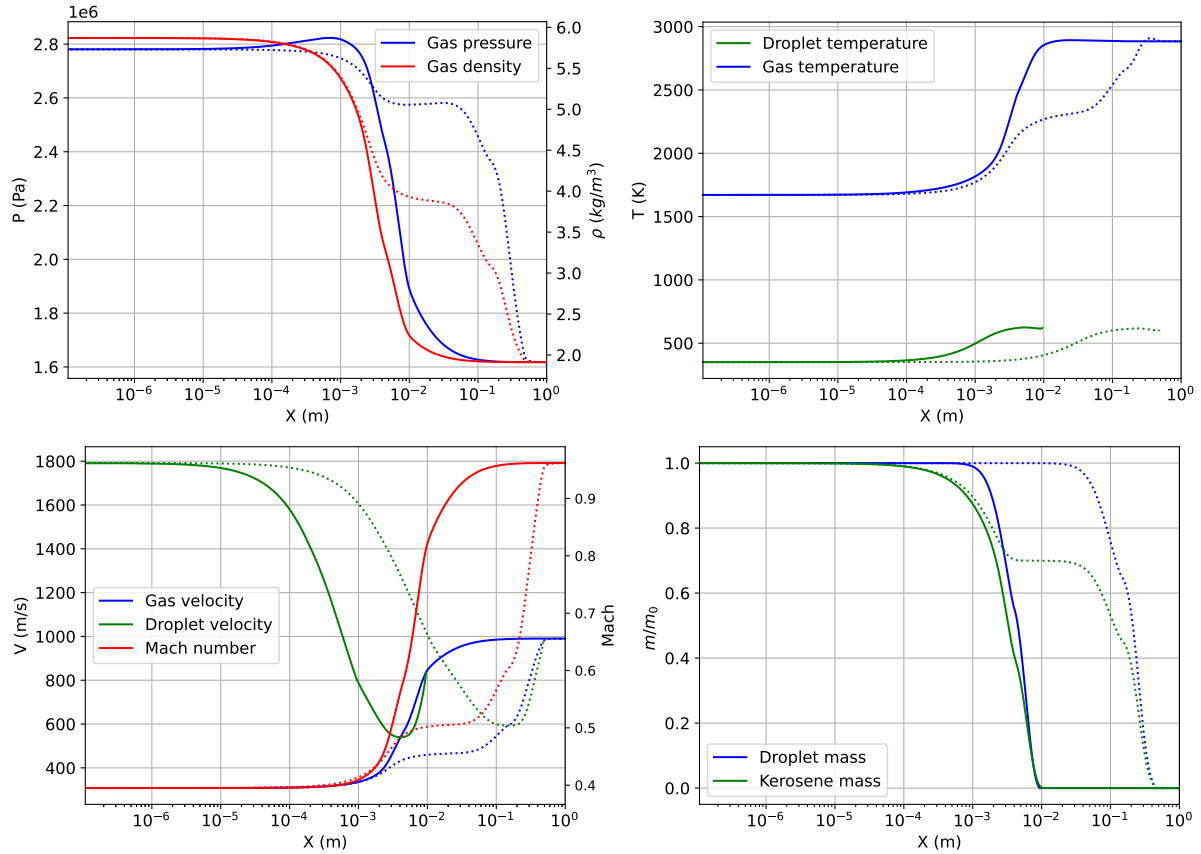 1e6
2.8
2.6
2.4
2.2
2.0
1.8
1.6
P (Pa)
6.0
5.5
5.0
4.5
4.0
3.5
3.0
2.5
2.0
ρ (kg/m³)
Gas pressure
Gas density
10⁻⁶ 10⁻⁵ 10⁻⁴ 10⁻³ 10⁻² 10⁻¹ 10⁰
X (m)
3000
2500
2000
1500
1000
500
T (K)
Droplet temperature
Gas temperature
10⁻⁶ 10⁻⁵ 10⁻⁴ 10⁻³ 10⁻² 10⁻¹ 10⁰
X (m)
1800
1600
1400
1200
1000
800
600
400
V (m/s)
0.9
0.8
0.7
0.6
0.5
0.4
Mach
Gas velocity
Droplet velocity
Mach number
10⁻⁶ 10⁻⁵ 10⁻⁴ 10⁻³ 10⁻² 10⁻¹ 10⁰
X (m)
1.0
0.8
0.6
0.4
0.2
0.0
m/m₀
Droplet mass
Kerosene mass
10⁻⁶ 10⁻⁵ 10⁻⁴ 10⁻³ 10⁻² 10⁻¹ 10⁰
X (m)